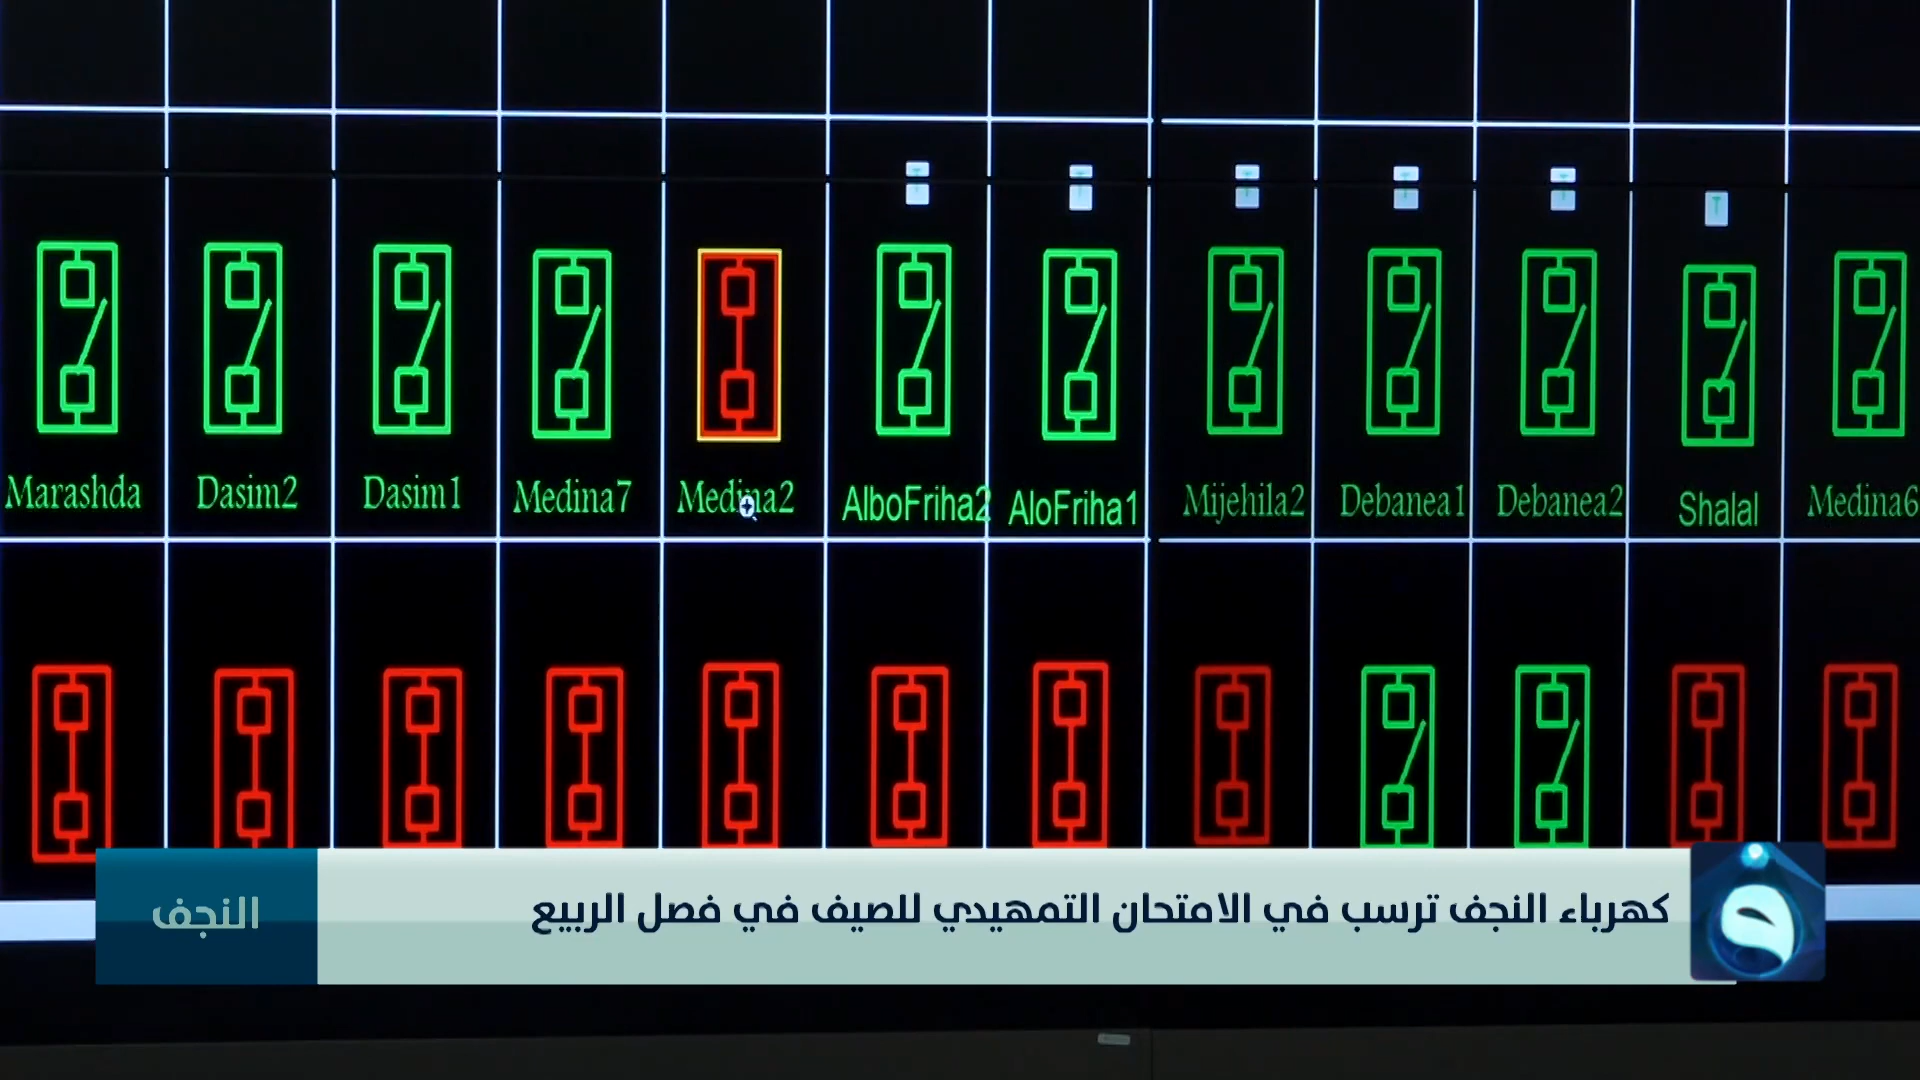 Marashda
Dasim2
Dasim1
Medina7
Medina2
AlboFriha2
AloFriha1
Mijehila2
Debanea1
Debanea2
Shalal
Medina6
كهرباء النجف ترسب في الامتحان التمهيدي للصيف في فصل الربيع
النجف